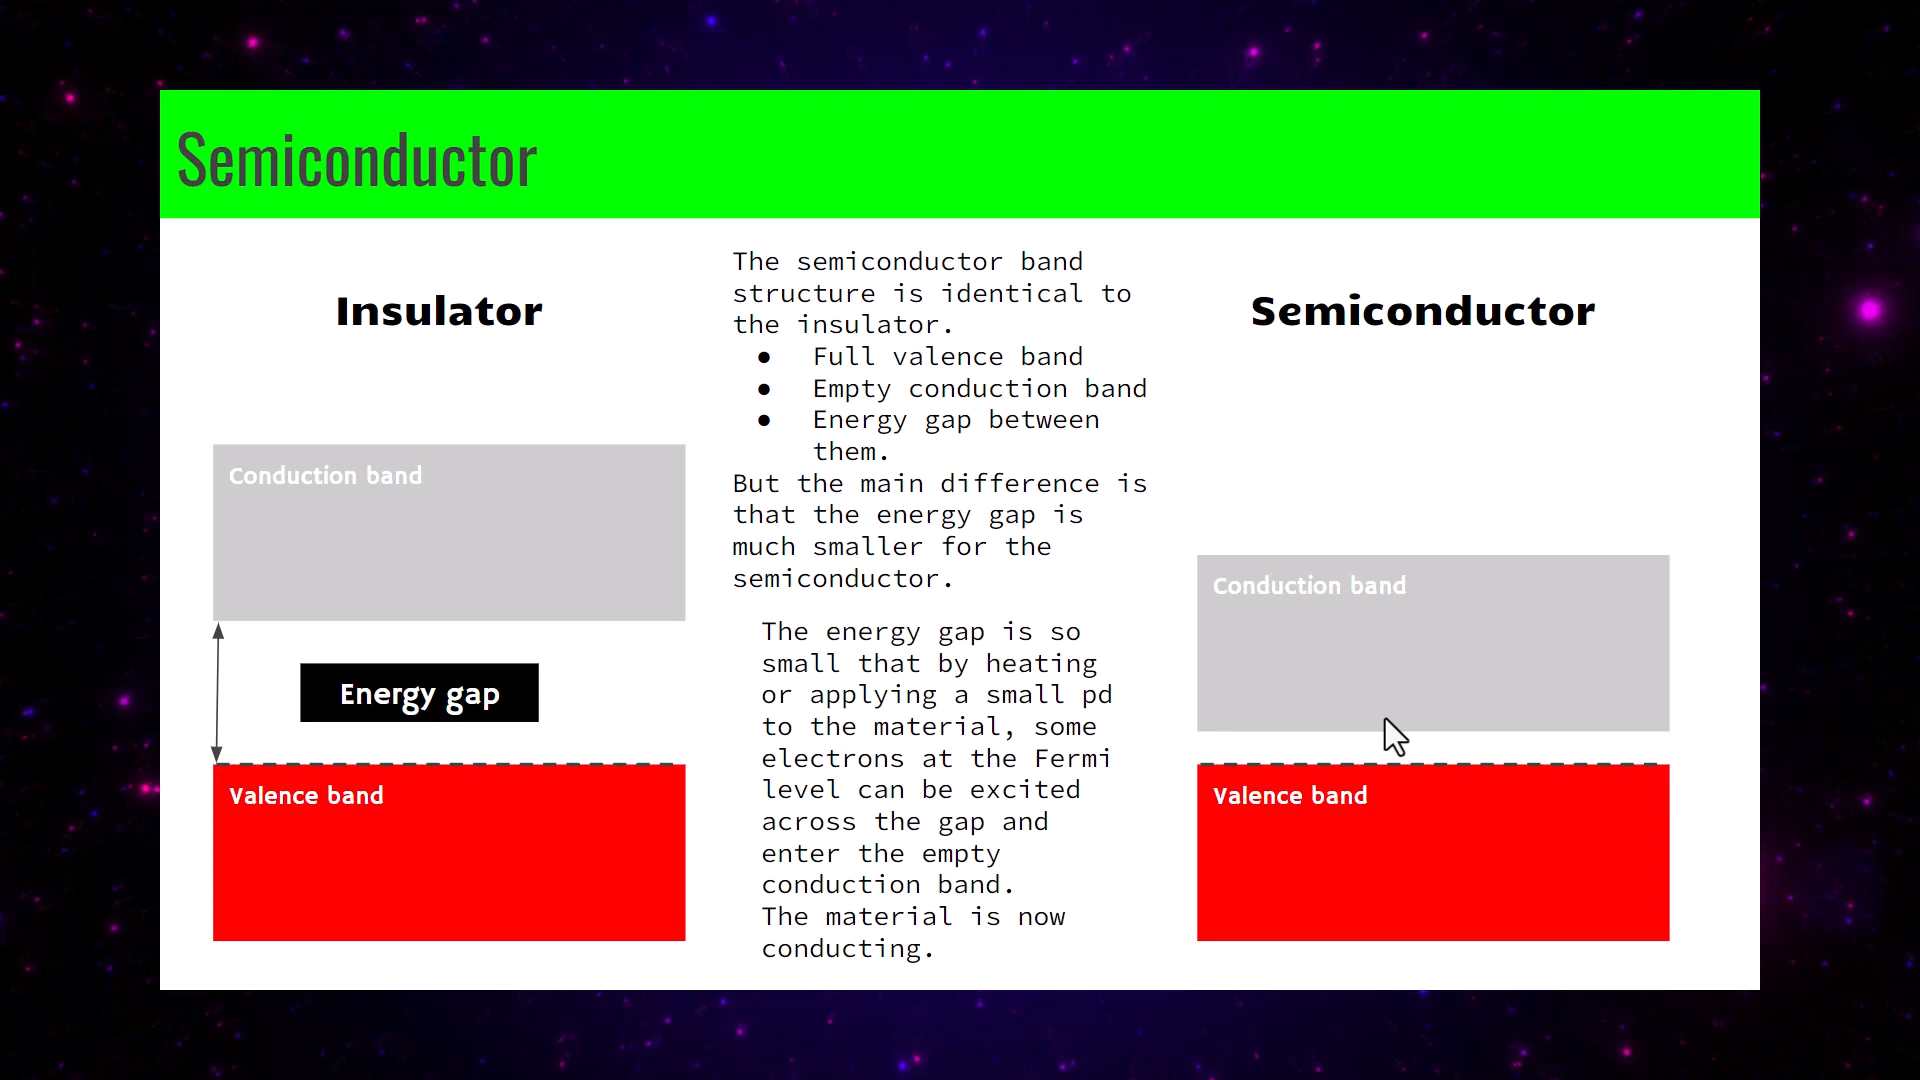 Semiconductor
Insulator
Conduction band
Energy gap
Valence band
The semiconductor band
structure is identical to
the insulator.
● Full valence band
● Empty conduction band
● Energy gap between
them.
But the main difference is
that the energy gap is
much smaller for the
semiconductor.
The energy gap is so
small that by heating
or applying a small pd
to the material, some
electrons at the Fermi
level can be excited
across the gap and
enter the empty
conduction band.
The material is now
conducting.
Semiconductor
Conduction band
Valence band